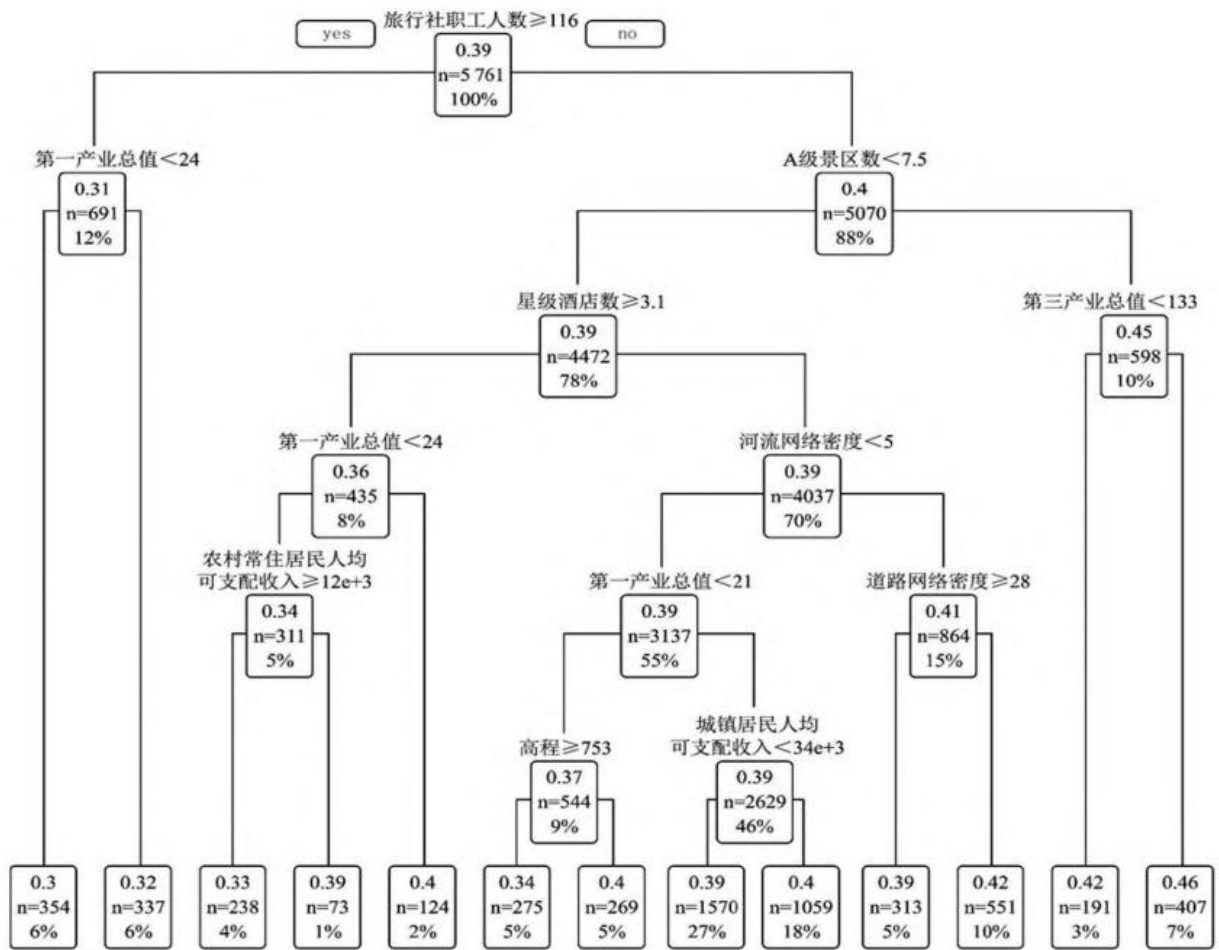 旅行社职工人数≥116
yes
no
0.39
n=5 761
100%
第一产业总值<24
0.31
n=691
12%
A级景区数<7.5
0.4
n=5070
88%
星级酒店数≥3.1
0.39
n=4472
78%
第三产业总值<133
0.45
n=598
10%
第一产业总值<24
0.36
n=435
8%
河流网络密度<5
0.39
n=4037
70%
农村常住居民人均
可支配收入≥12e+3
0.34
n=311
5%
第一产业总值<21
0.39
n=3137
55%
道路网络密度≥28
0.41
n=864
15%
高程≥753
0.37
n=544
9%
城镇居民人均
可支配收入<34e+3
0.39
n=2629
46%
0.3
n=354
6%
0.32
n=337
6%
0.33
n=238
4%
0.39
n=73
1%
0.4
n=124
2%
0.34
n=275
5%
0.4
n=269
5%
0.39
n=1570
27%
0.4
n=1059
18%
0.39
n=313
5%
0.42
n=551
10%
0.42
n=191
3%
0.46
n=407
7%